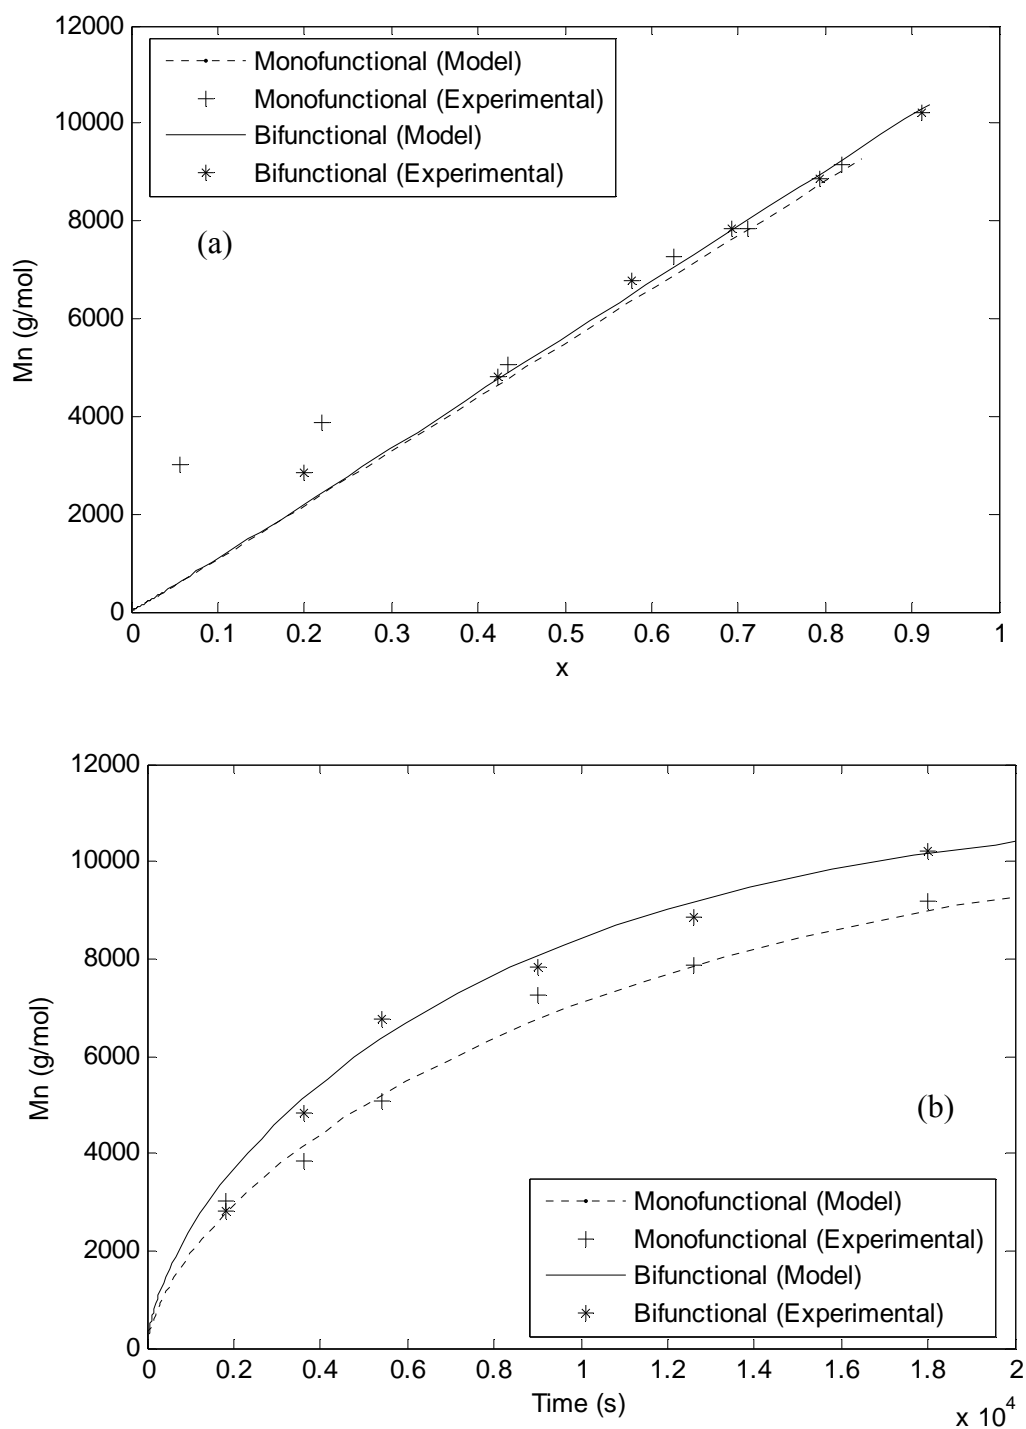 12000
10000
8000
6000
4000
2000
0
Mn (g/mol)
Monofunctional (Model)
Monofunctional (Experimental)
Bifunctional (Model)
Bifunctional (Experimental)
(a)
0 0.1 0.2 0.3 0.4 0.5 0.6 0.7 0.8 0.9 1
x
12000
10000
8000
6000
4000
2000
0
Mn (g/mol)
(b)
Monofunctional (Model)
Monofunctional (Experimental)
Bifunctional (Model)
Bifunctional (Experimental)
0 0.2 0.4 0.6 0.8 1 1.2 1.4 1.6 1.8 2
Time (s)
x 10^4